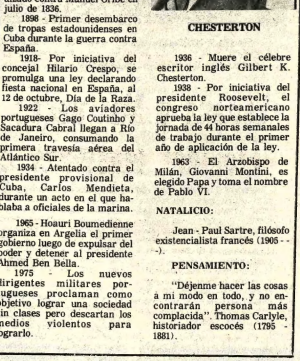 julio de 1836.
1898 - Primer desembarco
de tropas estadounidenses en
Cuba durante la guerra contra
España.
1918- Por iniciativa del
concejal Hilario Crespo, se
promulga una ley declarando
fiesta nacional en España, al
12 de octubre, Día de la Raza.
1922 - Los aviadores
portugueses Gago Coutinho y
Sacadura Cabral llegan a Río
de Janeiro, consumando la
primera travesía aérea del
Atlántico Sur.
1934 - Atentado contra el
presidente provisional de
Cuba, Carlos Mendieta,
durante un acto en el que ha-
blaba a oficiales de la marina.
1965- Hoauri Boumedienne
organiza en Argelia el primer
gobierno luego de expulsar del
poder y detener al presidente
Ahmed Ben Bella.
1975 - Los nuevos
dirigentes militares por-
tugueses proclaman como
objetivo lograr una sociedad
sin clases pero descartan los
medios violentos para
lograrlo.
CHESTERTON
1936 - Muere el célebre
escritor inglés Gilbert K.
Chesterton.
1938 - Por iniciativa del
presidente Roosevelt, el
congreso norteamericano
aprueba la ley que establece la
jornada de 44 horas semanales
de trabajo durante el primer
año de aplicación de la ley.
1963 - El Arzobispo de
Milán, Giovanni Montini, es
elegido Papa y toma el nombre
de Pablo VI.
NATALICIO:
Jean - Paul Sartre, filósofo
existencialista francés (1905 - -
-).
PENSAMIENTO:
"Déjenme hacer las cosas
a mi modo en todo, y no en-
contrarán persona más
complacida". Thomas Carlyle,
historiador escocés (1795 -
1881).